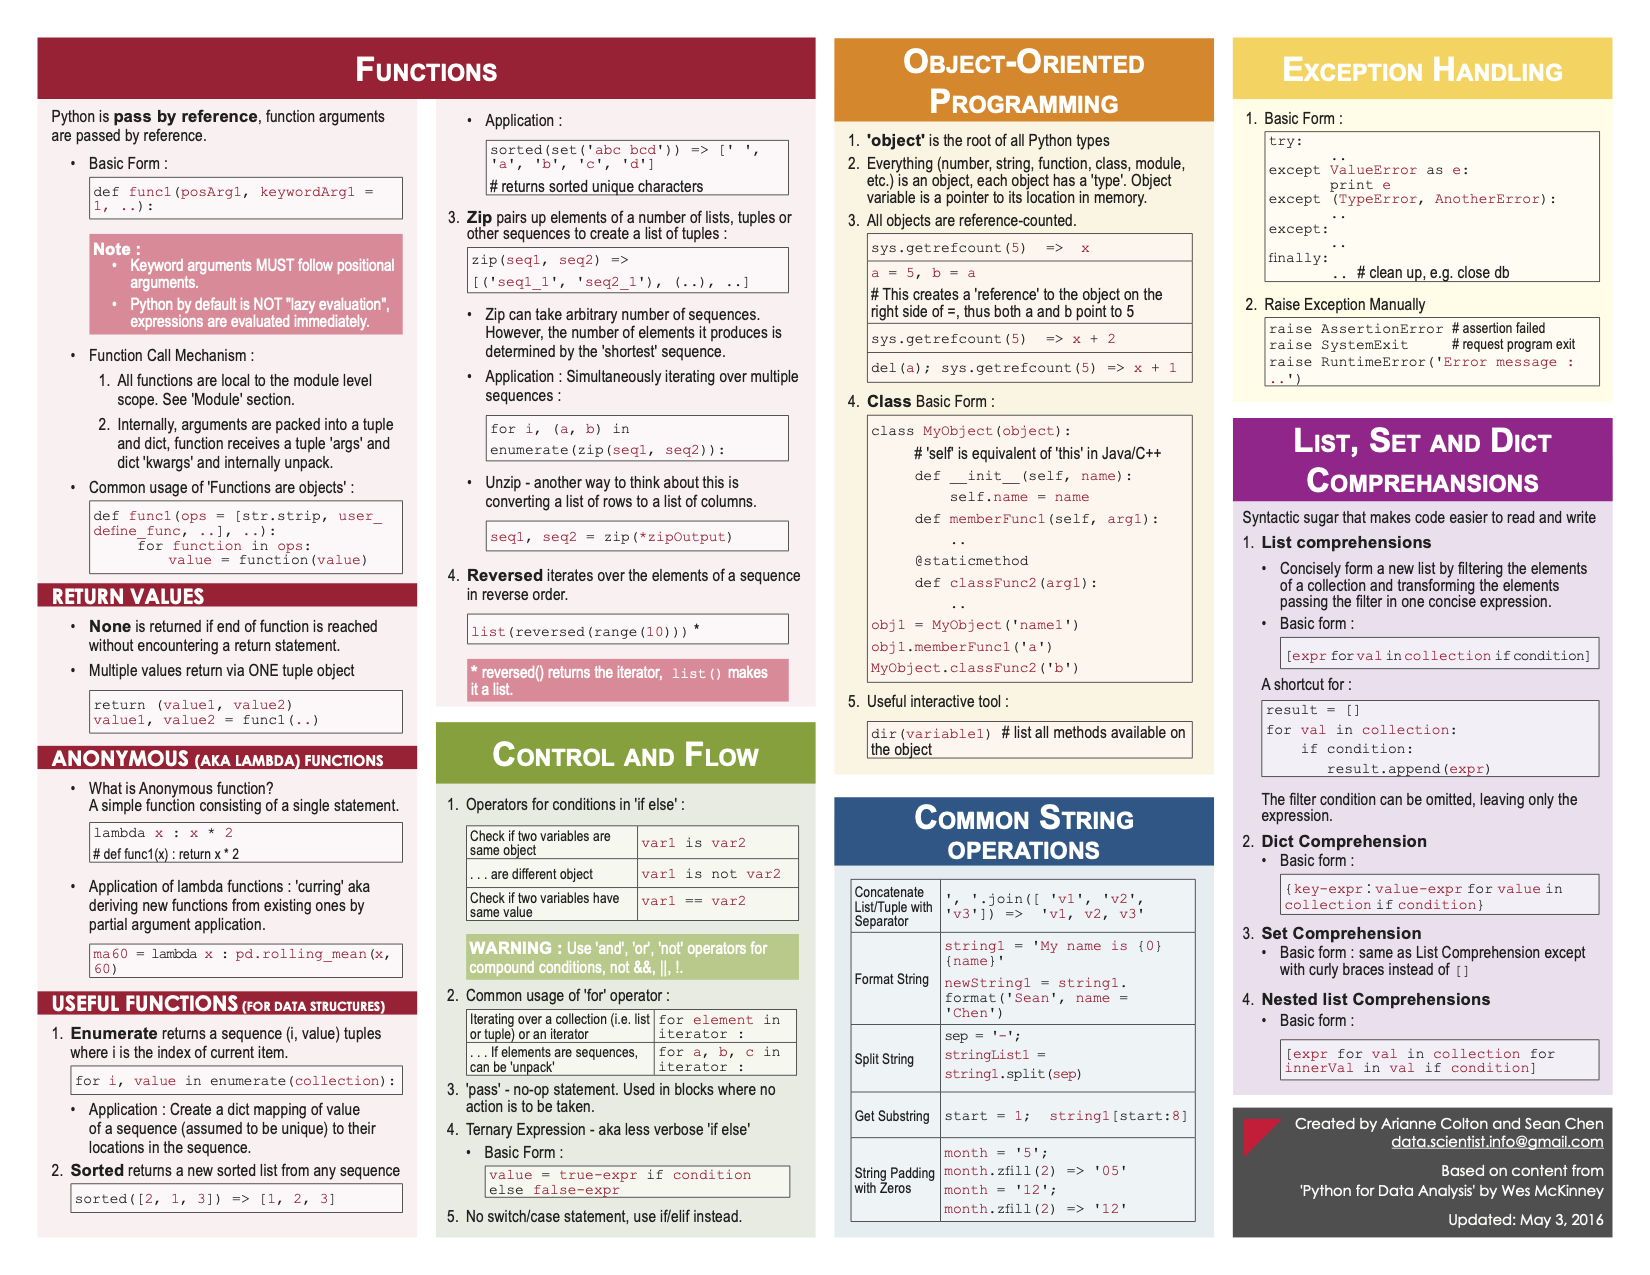 FUNCTIONS
Python is pass by reference, function arguments
are passed by reference.
• Basic Form :
def func1(posArg1, keywordArg1 =
1, ..):
Note :
• Keyword arguments MUST follow positional
arguments.
• Python by default is NOT "lazy evaluation",
expressions are evaluated immediately.
• Function Call Mechanism :
1. All functions are local to the module level
scope. See 'Module' section.
2. Internally, arguments are packed into a tuple
and dict, function receives a tuple 'args' and
dict 'kwargs' and internally unpack.
• Common usage of 'Functions are objects' :
def func1(ops = [str.strip, user_
define_func, ..], ..):
for function in ops:
value = function(value)
RETURN VALUES
• None is returned if end of function is reached
without encountering a return statement.
• Multiple values return via ONE tuple object
return (value1, value2)
value1, value2 = func1(..)
ANONYMOUS (AKA LAMBDA) FUNCTIONS
• What is Anonymous function?
A simple function consisting of a single statement.
lambda x : x * 2
# def func1(x) : return x * 2
• Application of lambda functions : 'curring' aka
deriving new functions from existing ones by
partial argument application.
ma60 = lambda x : pd.rolling_mean(x,
60)
USEFUL FUNCTIONS (FOR DATA STRUCTURES)
1. Enumerate returns a sequence (i, value) tuples
where i is the index of current item.
for i, value in enumerate(collection):
• Application : Create a dict mapping of value
of a sequence (assumed to be unique) to their
locations in the sequence.
2. Sorted returns a new sorted list from any sequence
sorted([2, 1, 3]) => [1, 2, 3]
• Application :
sorted(set('abc bcd')) => [' ',
'a', 'b', 'c', 'd']
# returns sorted unique characters
3. Zip pairs up elements of a number of lists, tuples or
other sequences to create a list of tuples :
zip(seq1, seq2) =>
[('seq1_1', 'seq2_1'), (..), ..]
• Zip can take arbitrary number of sequences.
However, the number of elements it produces is
determined by the 'shortest' sequence.
• Application : Simultaneously iterating over multiple
sequences :
for i, (a, b) in
enumerate(zip(seq1, seq2)):
• Unzip - another way to think about this is
converting a list of rows to a list of columns.
seq1, seq2 = zip(*zipOutput)
4. Reversed iterates over the elements of a sequence
in reverse order.
list(reversed(range(10))) *
* reversed() returns the iterator, list() makes
it a list.
CONTROL AND FLOW
1. Operators for conditions in 'if else' :
Check if two variables are
same object
var1 is var2
. . . are different object
var1 is not var2
Check if two variables have
same value
var1 == var2
WARNING : Use 'and', 'or', 'not' operators for
compound conditions, not &&, ||, !.
2. Common usage of 'for' operator :
Iterating over a collection (i.e. list
or tuple) or an iterator
for element in
iterator :
. . . If elements are sequences,
can be 'unpack'
for a, b, c in
iterator :
3. 'pass' - no-op statement. Used in blocks where no
action is to be taken.
4. Ternary Expression - aka less verbose 'if else'
• Basic Form :
value = true-expr if condition
else false-expr
5. No switch/case statement, use if/elif instead.
OBJECT-ORIENTED
PROGRAMMING
1. 'object' is the root of all Python types
2. Everything (number, string, function, class, module,
etc.) is an object, each object has a 'type'. Object
variable is a pointer to its location in memory.
3. All objects are reference-counted.
sys.getrefcount(5) => x
a = 5, b = a
# This creates a 'reference' to the object on the
right side of =, thus both a and b point to 5
sys.getrefcount(5) => x + 2
del(a); sys.getrefcount(5) => x + 1
4. Class Basic Form :
class MyObject(object):
# 'self' is equivalent of 'this' in Java/C++
def __init__(self, name):
self.name = name
def memberFunc1(self, arg1):
..
@staticmethod
def classFunc2(arg1):
..
obj1 = MyObject('name1')
obj1.memberFunc1('a')
MyObject.classFunc2('b')
5. Useful interactive tool :
dir(variable1) # list all methods available on
the object
COMMON STRING
OPERATIONS
Concatenate
List/Tuple with
Separator
', '.join([ 'v1', 'v2',
'v3']) => 'v1, v2, v3'
Format String
string1 = 'My name is {0}
{name}'
newString1 = string1.
format('Sean', name =
'Chen')
Split String
sep = '-';
stringList1 =
string1.split(sep)
Get Substring
start = 1; string1[start:8]
String Padding
with Zeros
month = '5';
month.zfill(2) => '05'
month = '12';
month.zfill(2) => '12'
EXCEPTION HANDLING
1. Basic Form :
try:
..
except ValueError as e:
print e
except (TypeError, AnotherError):
..
except:
..
finally:
.. # clean up, e.g. close db
2. Raise Exception Manually
raise AssertionError # assertion failed
raise SystemExit # request program exit
raise RuntimeError('Error message :
..')
LIST, SET AND DICT
COMPREHANSIONS
Syntactic sugar that makes code easier to read and write
1. List comprehensions
• Concisely form a new list by filtering the elements
of a collection and transforming the elements
passing the filter in one concise expression.
• Basic form :
[expr for val in collection if condition]
A shortcut for :
result = []
for val in collection:
if condition:
result.append(expr)
The filter condition can be omitted, leaving only the
expression.
2. Dict Comprehension
• Basic form :
{key-expr : value-expr for value in
collection if condition}
3. Set Comprehension
• Basic form : same as List Comprehension except
with curly braces instead of []
4. Nested list Comprehensions
• Basic form :
[expr for val in collection for
innerVal in val if condition]
Created by Arianne Colton and Sean Chen
data.scientist.info@gmail.com
Based on content from
'Python for Data Analysis' by Wes McKinney
Updated: May 3, 2016